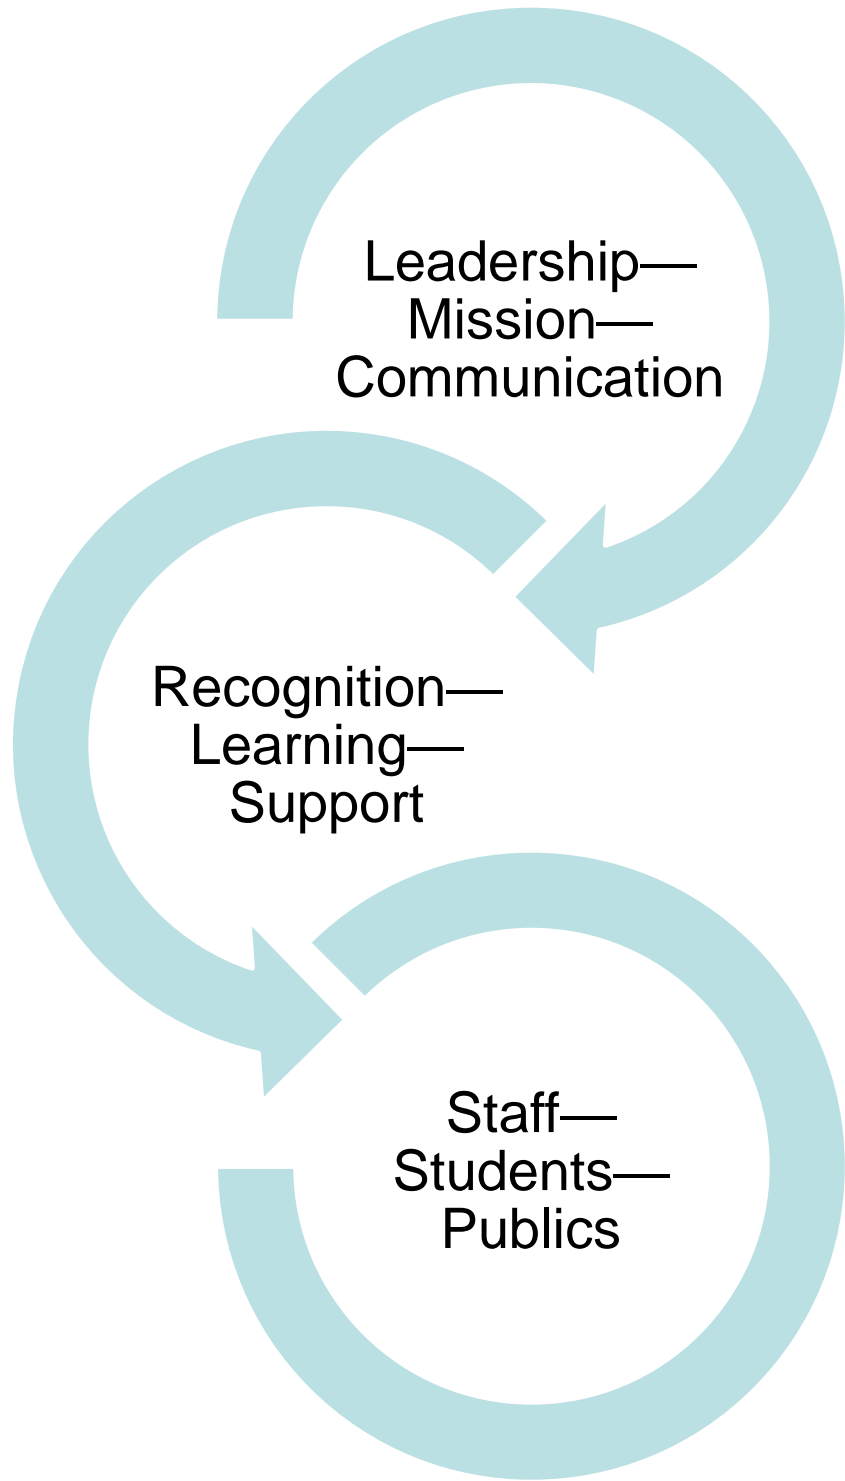 Leadership—
Mission—
Communication
Recognition—
Learning—
Support
Staff—
Students—
Publics